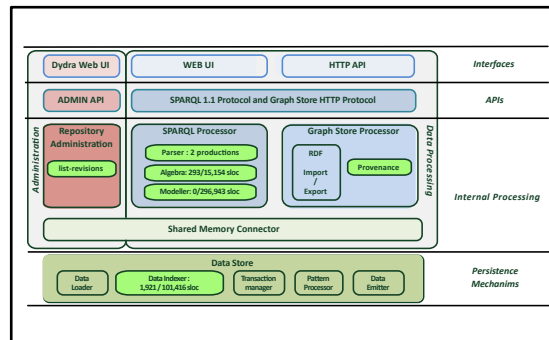 Dydra Web UI
WEB UI
HTTP API
Interfaces
ADMIN API
SPARQL 1.1 Protocol and Graph Store HTTP Protocol
APIs
Administration
Repository
Administration
list-revisions
SPARQL Processor
Parser : 2 productions
Algebra: 293/15,154 sloc
Modeller: 0/296,943 sloc
Graph Store Processor
RDF
Import
/
Export
Provenance
Data Processing
Internal Processing
Shared Memory Connector
Data Store
Data
Loader
Data Indexer :
1,921 / 101,416 sloc
Transaction
manager
Pattern
Processor
Data
Emitter
Persistence
Mechanims